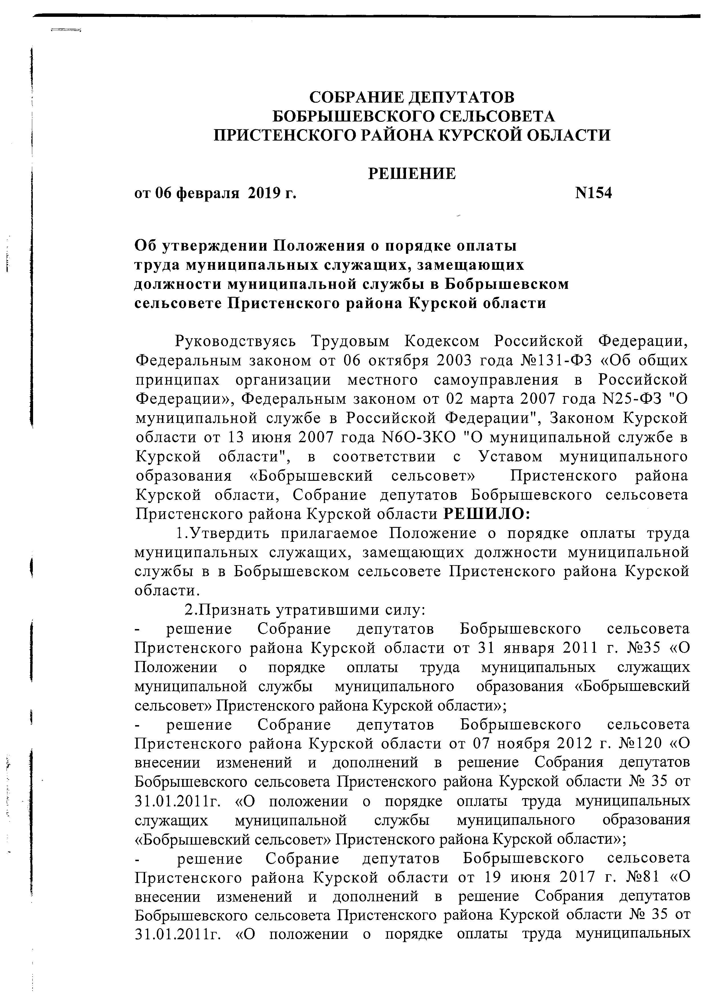 СОБРАНИЕ ДЕПУТАТОВ
БОБРЫШЕВСКОГО СЕЛЬСОВЕТА
ПРИСТЕНСКОГО РАЙОНА КУРСКОЙ ОБЛАСТИ
РЕШЕНИЕ
от 06 февраля 2019 г. N154
Об утверждении Положения о порядке оплаты
труда муниципальных служащих, замещающих
должности муниципальной службы в Бобрышевском
сельсовете Пристенского района Курской области
Руководствуясь Трудовым Кодексом Российской Федерации,
Федеральным законом от 06 октября 2003 года №131-ФЗ «Об общих
принципах организации местного самоуправления в Российской
Федерации», Федеральным законом от 02 марта 2007 года N25-ФЗ "О
муниципальной службе в Российской Федерации", Законом Курской
области от 13 июня 2007 года N6О-ЗКО "О муниципальной службе в
Курской области", в соответствии с Уставом муниципального
образования «Бобрышевский сельсовет» Пристенского района
Курской области, Собрание депутатов Бобрышевского сельсовета
Пристенского района Курской области РЕШИЛО:
1.Утвердить прилагаемое Положение о порядке оплаты труда
муниципальных служащих, замещающих должности муниципальной
службы в в Бобрышевском сельсовете Пристенского района Курской
области.
2.Признать утратившими силу:
- решение Собрание депутатов Бобрышевского сельсовета
Пристенского района Курской области от 31 января 2011 г. №35 «О
Положении о порядке оплаты труда муниципальных служащих
муниципальной службы муниципального образования «Бобрышевский
сельсовет» Пристенского района Курской области»;
- решение Собрание депутатов Бобрышевского сельсовета
Пристенского района Курской области от 07 ноября 2012 г. №120 «О
внесении изменений и дополнений в решение Собрания депутатов
Бобрышевского сельсовета Пристенского района Курской области № 35 от
31.01.2011г. «О положении о порядке оплаты труда муниципальных
служащих муниципальной службы муниципального образования
«Бобрышевский сельсовет» Пристенского района Курской области»;
- решение Собрание депутатов Бобрышевского сельсовета
Пристенского района Курской области от 19 июня 2017 г. №81 «О
внесении изменений и дополнений в решение Собрания депутатов
Бобрышевского сельсовета Пристенского района Курской области № 35 от
31.01.2011г. «О положении о порядке оплаты труда муниципальных